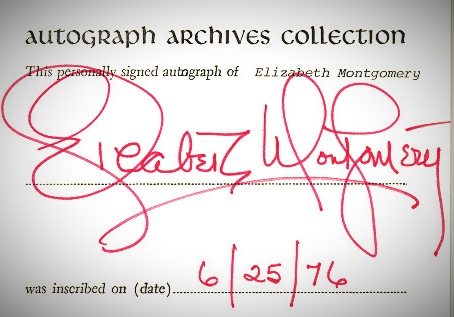 AUTOGRAPH ARCHIVES COLLECTION
This personally signed autograph of Elizabeth Montgomery
Elizabeth Montgomery
was inscribed on (date) 6/25/76